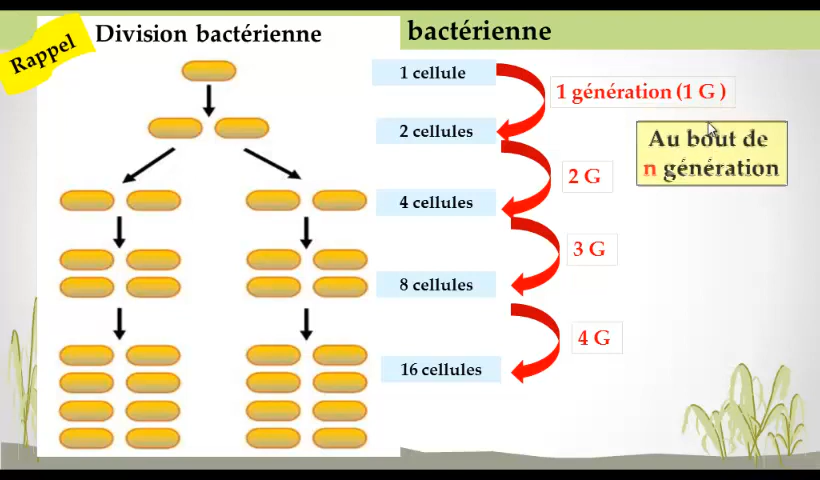 Rappel
Division bactérienne
bactérienne
1 cellule
1 génération (1 G )
2 cellules
Au bout de
n génération
2 G
4 cellules
3 G
8 cellules
4 G
16 cellules